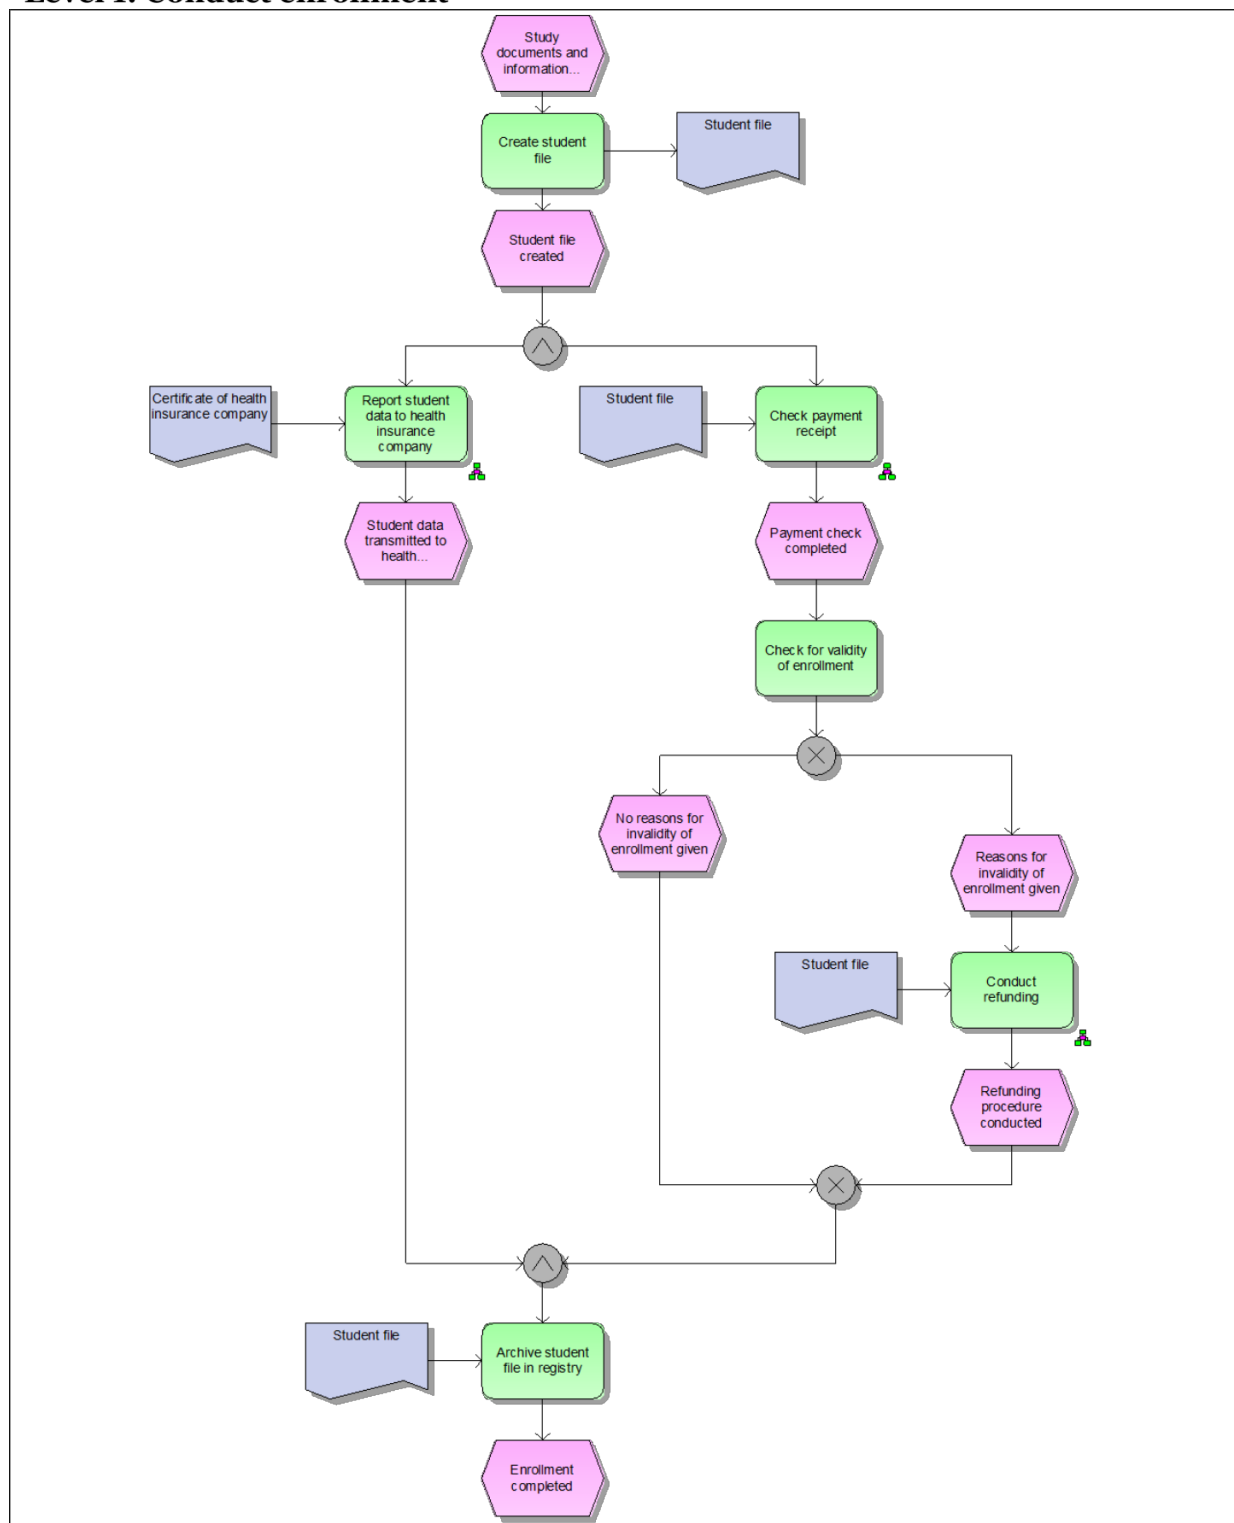 Level 1: Conduct enrollment
Study
documents and
information...
Create student
file
Student file
Student file
created
Certificate of health
insurance company
Report student
data to health
insurance
company
Student file
Check payment
receipt
Student data
transmitted to
health...
Payment check
completed
Check for validity
of enrollment
No reasons for
invalidity of
enrollment given
Reasons for
invalidity of
enrollment given
Student file
Conduct
refunding
Refunding
procedure
conducted
Student file
Archive student
file in registry
Enrollment
completed